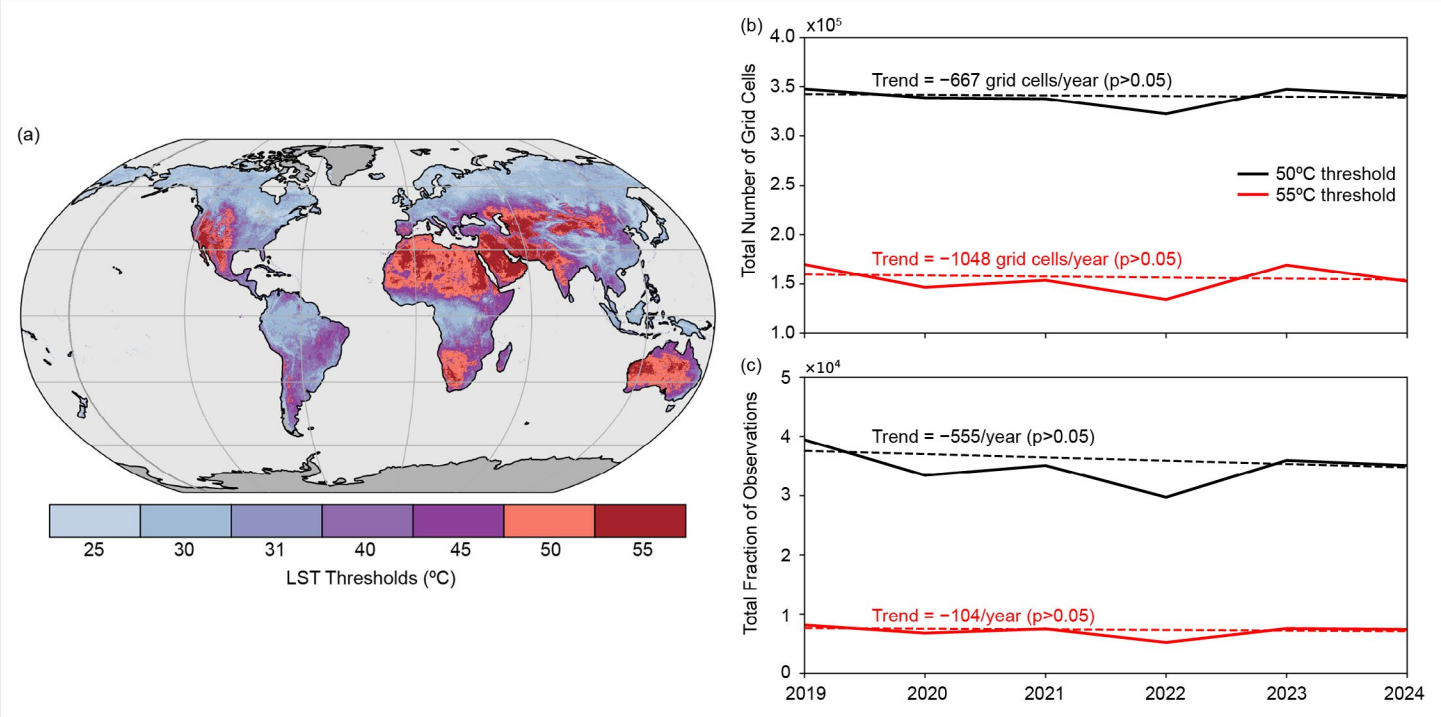 (a)
25 30 31 40 45 50 55
LST Thresholds (ºC)
(b)
x10⁵
4.0
3.5
3.0
2.5
2.0
1.5
1.0
Total Number of Grid Cells
Trend = −667 grid cells/year (p>0.05)
50ºC threshold
55ºC threshold
Trend = −1048 grid cells/year (p>0.05)
(c)
×10⁴
5
4
3
2
1
0
Total Fraction of Observations
Trend = −555/year (p>0.05)
Trend = −104/year (p>0.05)
2019 2020 2021 2022 2023 2024